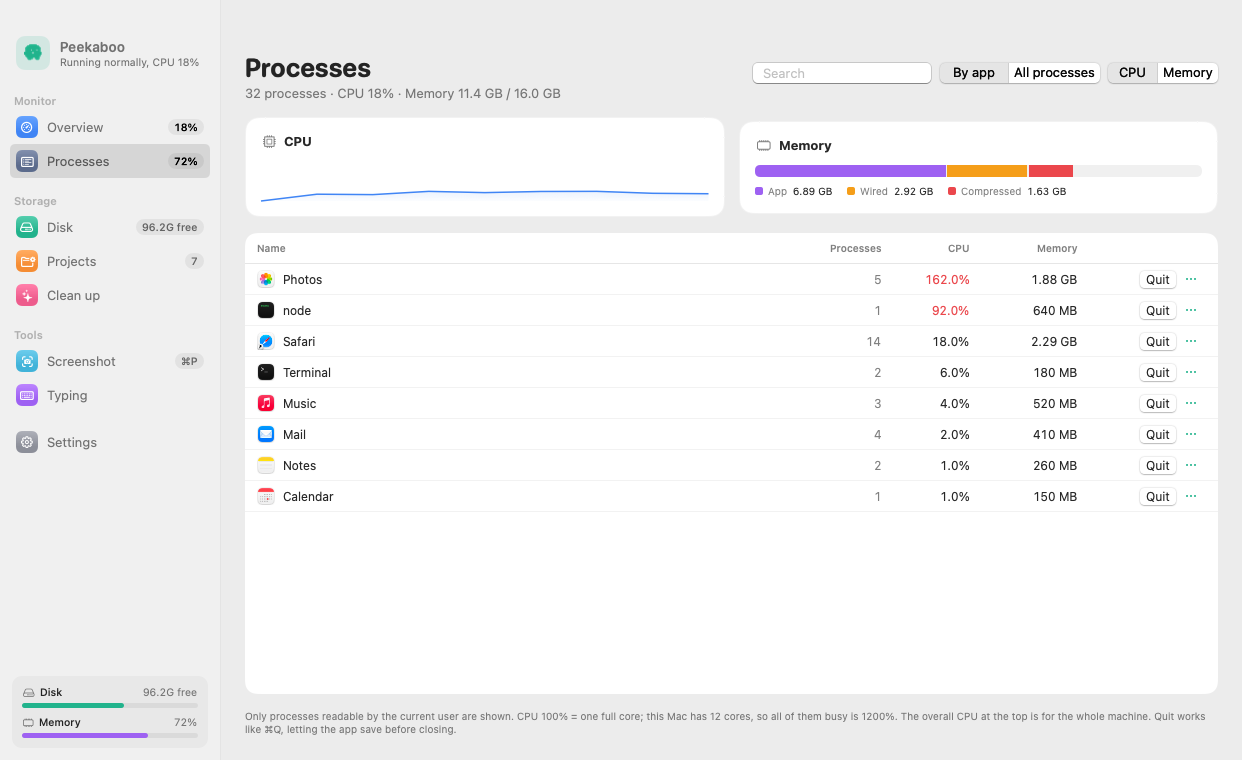 Peekaboo
Running normally, CPU 18%
Monitor
Overview 18%
Processes 72%
Storage
Disk 96.2G free
Projects 7
Clean up
Tools
Screenshot ⌘P
Typing
Settings
Disk 96.2G free
Memory 72%
Processes
32 processes · CPU 18% · Memory 11.4 GB / 16.0 GB
Search
By app All processes
CPU Memory
CPU
Memory
App 6.89 GB Wired 2.92 GB Compressed 1.63 GB
Name Processes CPU Memory
Photos 5 162.0% 1.88 GB Quit ···
node 1 92.0% 640 MB Quit ···
Safari 14 18.0% 2.29 GB Quit ···
Terminal 2 6.0% 180 MB Quit ···
Music 3 4.0% 520 MB Quit ···
Mail 4 2.0% 410 MB Quit ···
Notes 2 1.0% 260 MB Quit ···
Calendar 1 1.0% 150 MB Quit ···
Only processes readable by the current user are shown. CPU 100% = one full core; this Mac has 12 cores, so all of them busy is 1200%. The overall CPU at the top is for the whole machine. Quit works
like ⌘Q, letting the app save before closing.